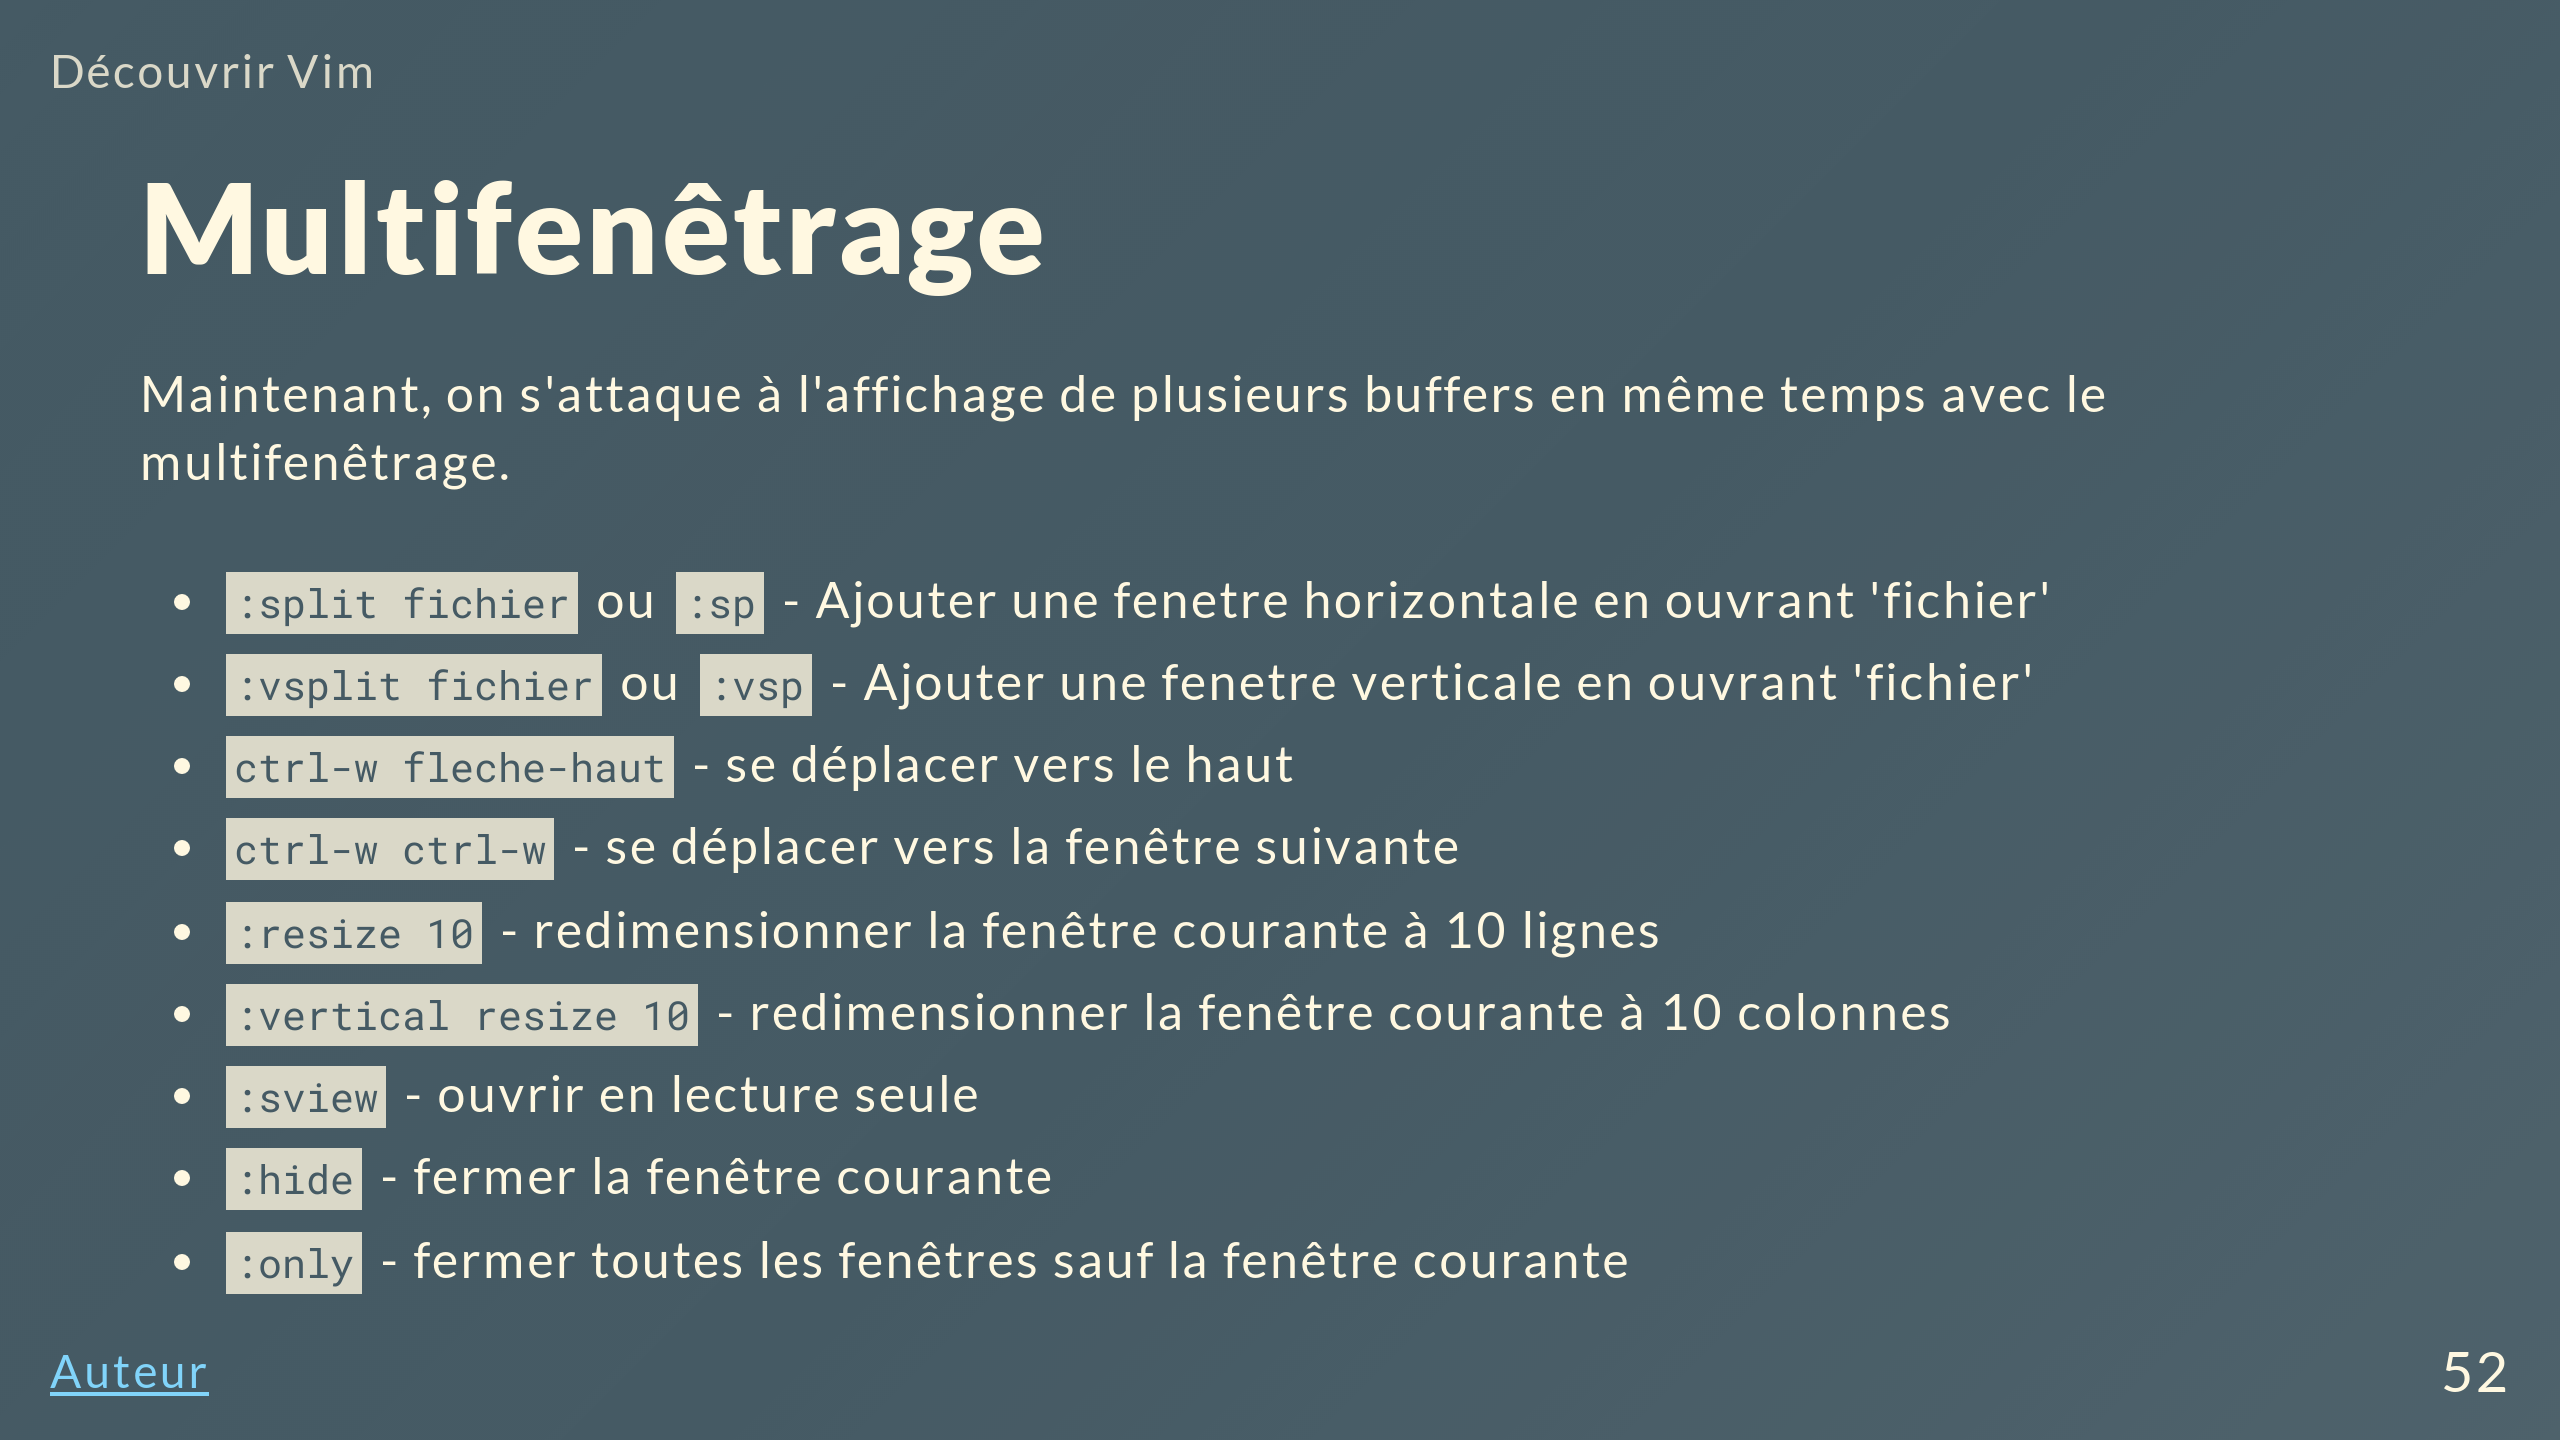 Découvrir Vim
Multifenêtrage
Maintenant, on s'attaque à l'affichage de plusieurs buffers en même temps avec le
multifenêtrage.
:split fichier ou :sp - Ajouter une fenetre horizontale en ouvrant 'fichier'
:vsplit fichier ou :vsp - Ajouter une fenetre verticale en ouvrant 'fichier'
ctrl-w fleche-haut - se déplacer vers le haut
ctrl-w ctrl-w - se déplacer vers la fenêtre suivante
:resize 10 - redimensionner la fenêtre courante à 10 lignes
:vertical resize 10 - redimensionner la fenêtre courante à 10 colonnes
:sview - ouvrir en lecture seule
:hide - fermer la fenêtre courante
:only - fermer toutes les fenêtres sauf la fenêtre courante
Auteur
52